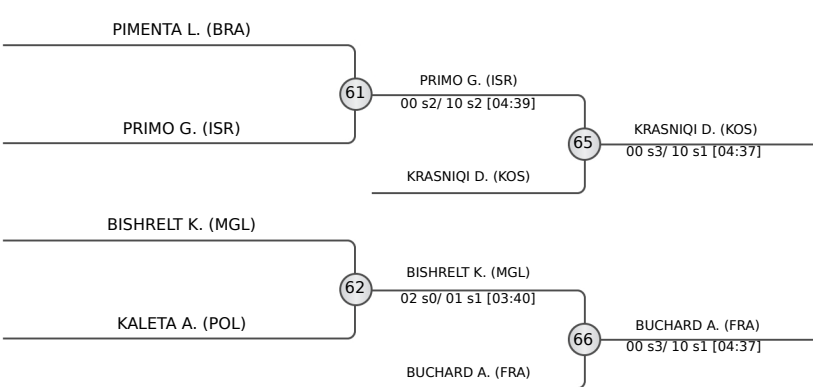 PIMENTA L. (BRA)
61
PRIMO G. (ISR)
00 s2/ 10 s2 [04:39]
PRIMO G. (ISR)
65
KRASNIQI D. (KOS)
00 s3/ 10 s1 [04:37]
KRASNIQI D. (KOS)
BISHRELT K. (MGL)
62
BISHRELT K. (MGL)
02 s0/ 01 s1 [03:40]
KALETA A. (POL)
66
BUCHARD A. (FRA)
00 s3/ 10 s1 [04:37]
BUCHARD A. (FRA)